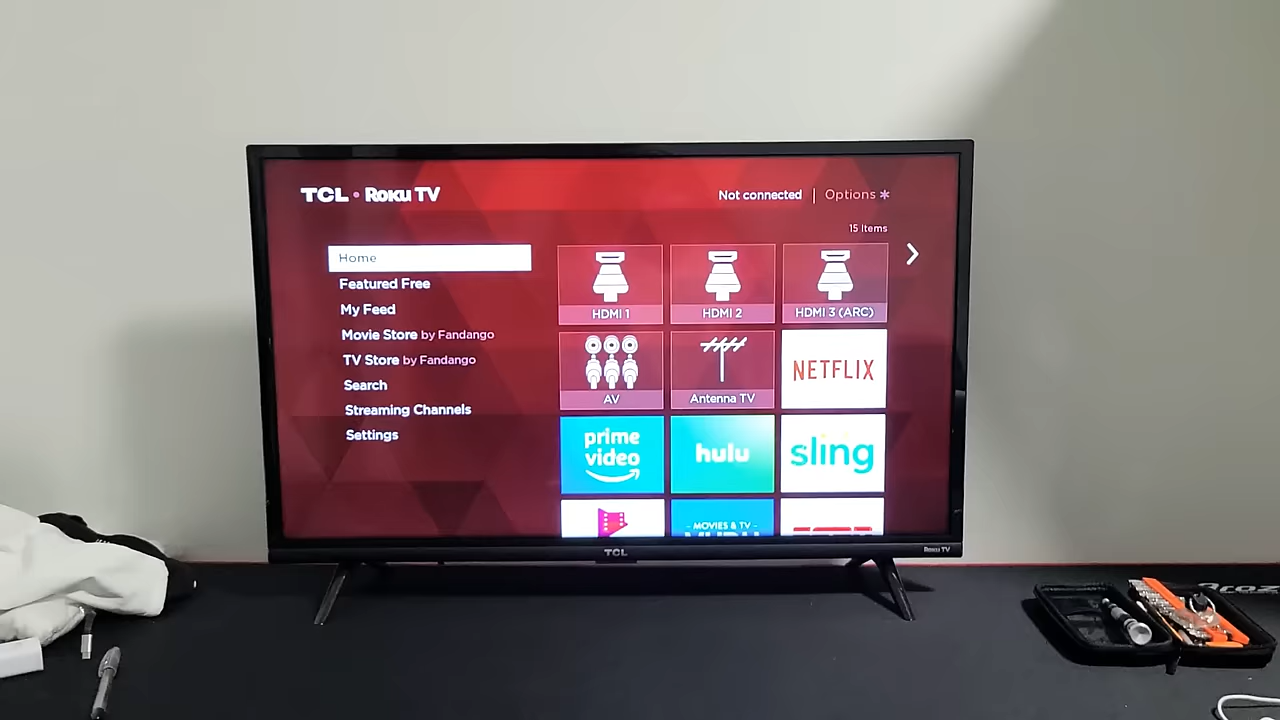 TCL • Roku TV
Not connected | Options *
15 Items
Home
Featured Free
My Feed
Movie Store by Fandango
TV Store by Fandango
Search
Streaming Channels
Settings
HDMI 1
HDMI 2
HDMI 3 (ARC)
AV
Antenna TV
NETFLIX
prime video
hulu
sling
MOVIES & TV
VUDU
TCL
Roku TV